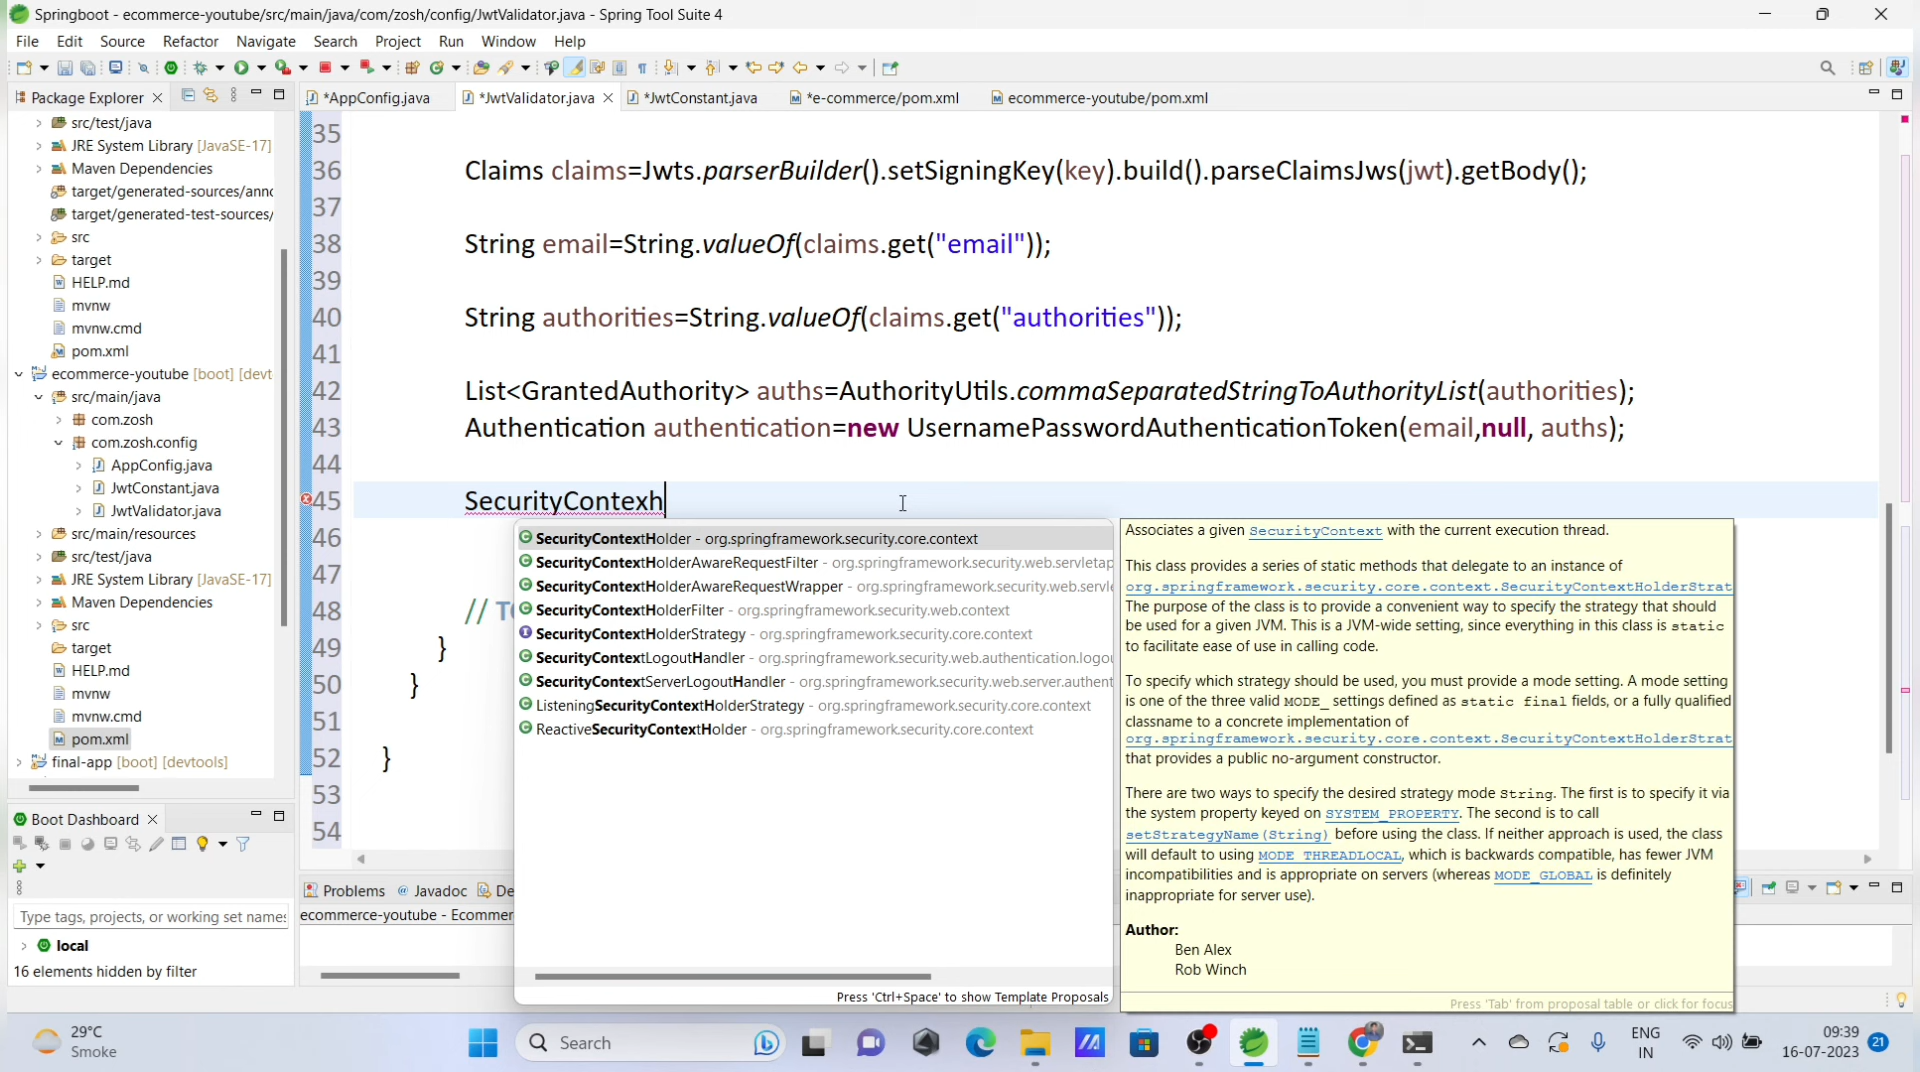 Springboot - ecommerce-youtube/src/main/java/com/zosh/config/JwtValidator.java - Spring Tool Suite 4
File Edit Source Refactor Navigate Search Project Run Window Help
Package Explorer
*AppConfig.java *JwtValidator.java *JwtConstant.java *e-commerce/pom.xml ecommerce-youtube/pom.xml
src/test/java
JRE System Library [JavaSE-17]
Maven Dependencies
target/generated-sources/anno
target/generated-test-sources/
src
target
HELP.md
mvnw
mvnw.cmd
pom.xml
ecommerce-youtube [boot] [devt
src/main/java
com.zosh
com.zosh.config
AppConfig.java
JwtConstant.java
JwtValidator.java
src/main/resources
src/test/java
JRE System Library [JavaSE-17]
Maven Dependencies
src
target
HELP.md
mvnw
mvnw.cmd
pom.xml
final-app [boot] [devtools]
Boot Dashboard
Type tags, projects, or working set names
local
16 elements hidden by filter
35
36 Claims claims=Jwts.parserBuilder().setSigningKey(key).build().parseClaimsJws(jwt).getBody();
37
38 String email=String.valueOf(claims.get("email"));
39
40 String authorities=String.valueOf(claims.get("authorities"));
41
42 List<GrantedAuthority> auths=AuthorityUtils.commaSeparatedStringToAuthorityList(authorities);
43 Authentication authentication=new UsernamePasswordAuthenticationToken(email,null, auths);
44
45 SecurityContexh
46
47
48 // TO
49 }
50 }
51
52 }
53
54
SecurityContextHolder - org.springframework.security.core.context
SecurityContextHolderAwareRequestFilter - org.springframework.security.web.servletap
SecurityContextHolderAwareRequestWrapper - org.springframework.security.web.servle
SecurityContextHolderFilter - org.springframework.security.web.context
SecurityContextHolderStrategy - org.springframework.security.core.context
SecurityContextLogoutHandler - org.springframework.security.web.authentication.logou
SecurityContextServerLogoutHandler - org.springframework.security.web.server.authent
ListeningSecurityContextHolderStrategy - org.springframework.security.core.context
ReactiveSecurityContextHolder - org.springframework.security.core.context
Press 'Ctrl+Space' to show Template Proposals
Associates a given SecurityContext with the current execution thread.
This class provides a series of static methods that delegate to an instance of
org.springframework.security.core.context.SecurityContextHolderStrat
The purpose of the class is to provide a convenient way to specify the strategy that should
be used for a given JVM. This is a JVM-wide setting, since everything in this class is static
to facilitate ease of use in calling code.
To specify which strategy should be used, you must provide a mode setting. A mode setting
is one of the three valid MODE_ settings defined as static final fields, or a fully qualified
classname to a concrete implementation of
org.springframework.security.core.context.SecurityContextHolderStrat
that provides a public no-argument constructor.
There are two ways to specify the desired strategy mode String. The first is to specify it via
the system property keyed on SYSTEM_PROPERTY. The second is to call
setStrategyName(String) before using the class. If neither approach is used, the class
will default to using MODE_THREADLOCAL, which is backwards compatible, has fewer JVM
incompatibilities and is appropriate on servers (whereas MODE_GLOBAL is definitely
inappropriate for server use).
Author:
Ben Alex
Rob Winch
Press 'Tab' from proposal table or click for focus
Problems Javadoc De
ecommerce-youtube - Ecommer
29°C
Smoke
Search
ENG
IN
09:39
16-07-2023
21